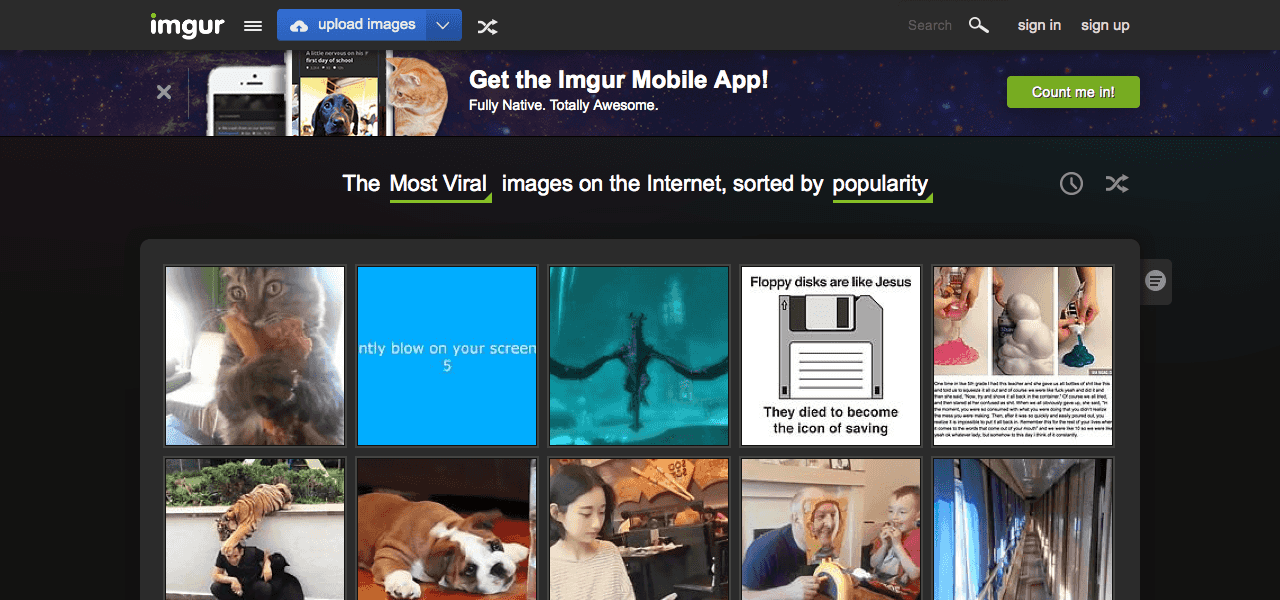 imgur
upload images
Search
sign in
sign up
A little nervous on his F
first day of school
Get the Imgur Mobile App!
Fully Native. Totally Awesome.
Count me in!
The Most Viral images on the Internet, sorted by popularity
ntly blow on your screen
5
Floppy disks are like Jesus
They died to become
the icon of saving
One time in like 5th grade I had this teacher and she gave us all bottles of shit like this
and told us to squeeze it all out and of course we were like fuck yeah and did it and
then she said, "Now, try and shove it all back in the container." Of course we all tried,
and then stared at her confused as shit. When we all obviously gave up, she said, "In
the moment, you were so consumed with what you were doing that you didn't realize
the mess you were making. Then, after it was so quickly and easily poured out, you
realize it is impossible to put it all back in. Remember this for the rest of your lives when
it comes to the words that come out of your mouth" and we were like 10 so we were like
yeah ok whatever lady, but somehow to this day I think of it constantly.